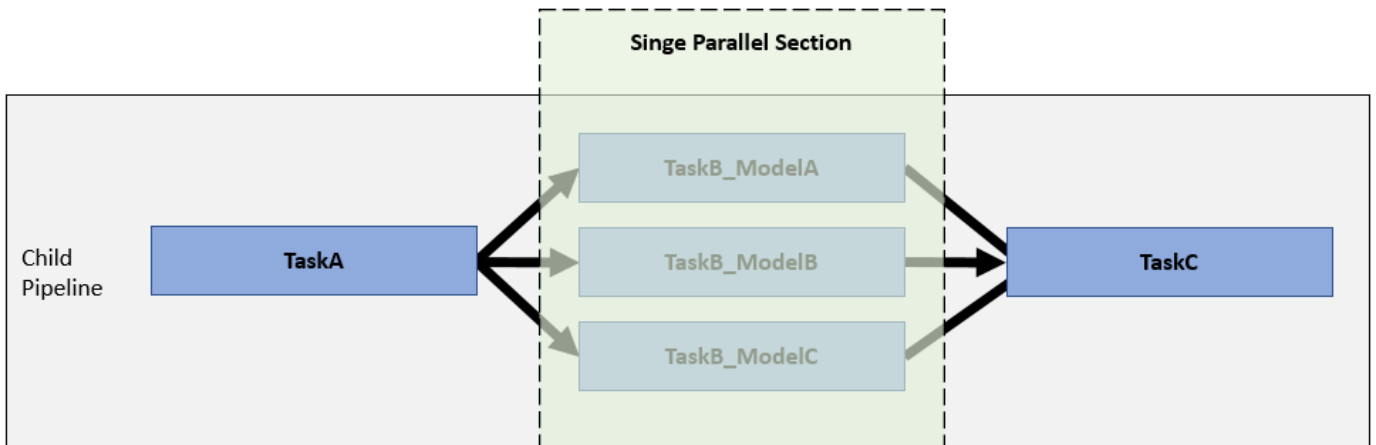 Singe Parallel Section
TaskB_ModelA
Child
Pipeline
TaskA
TaskB_ModelB
TaskC
TaskB_ModelC